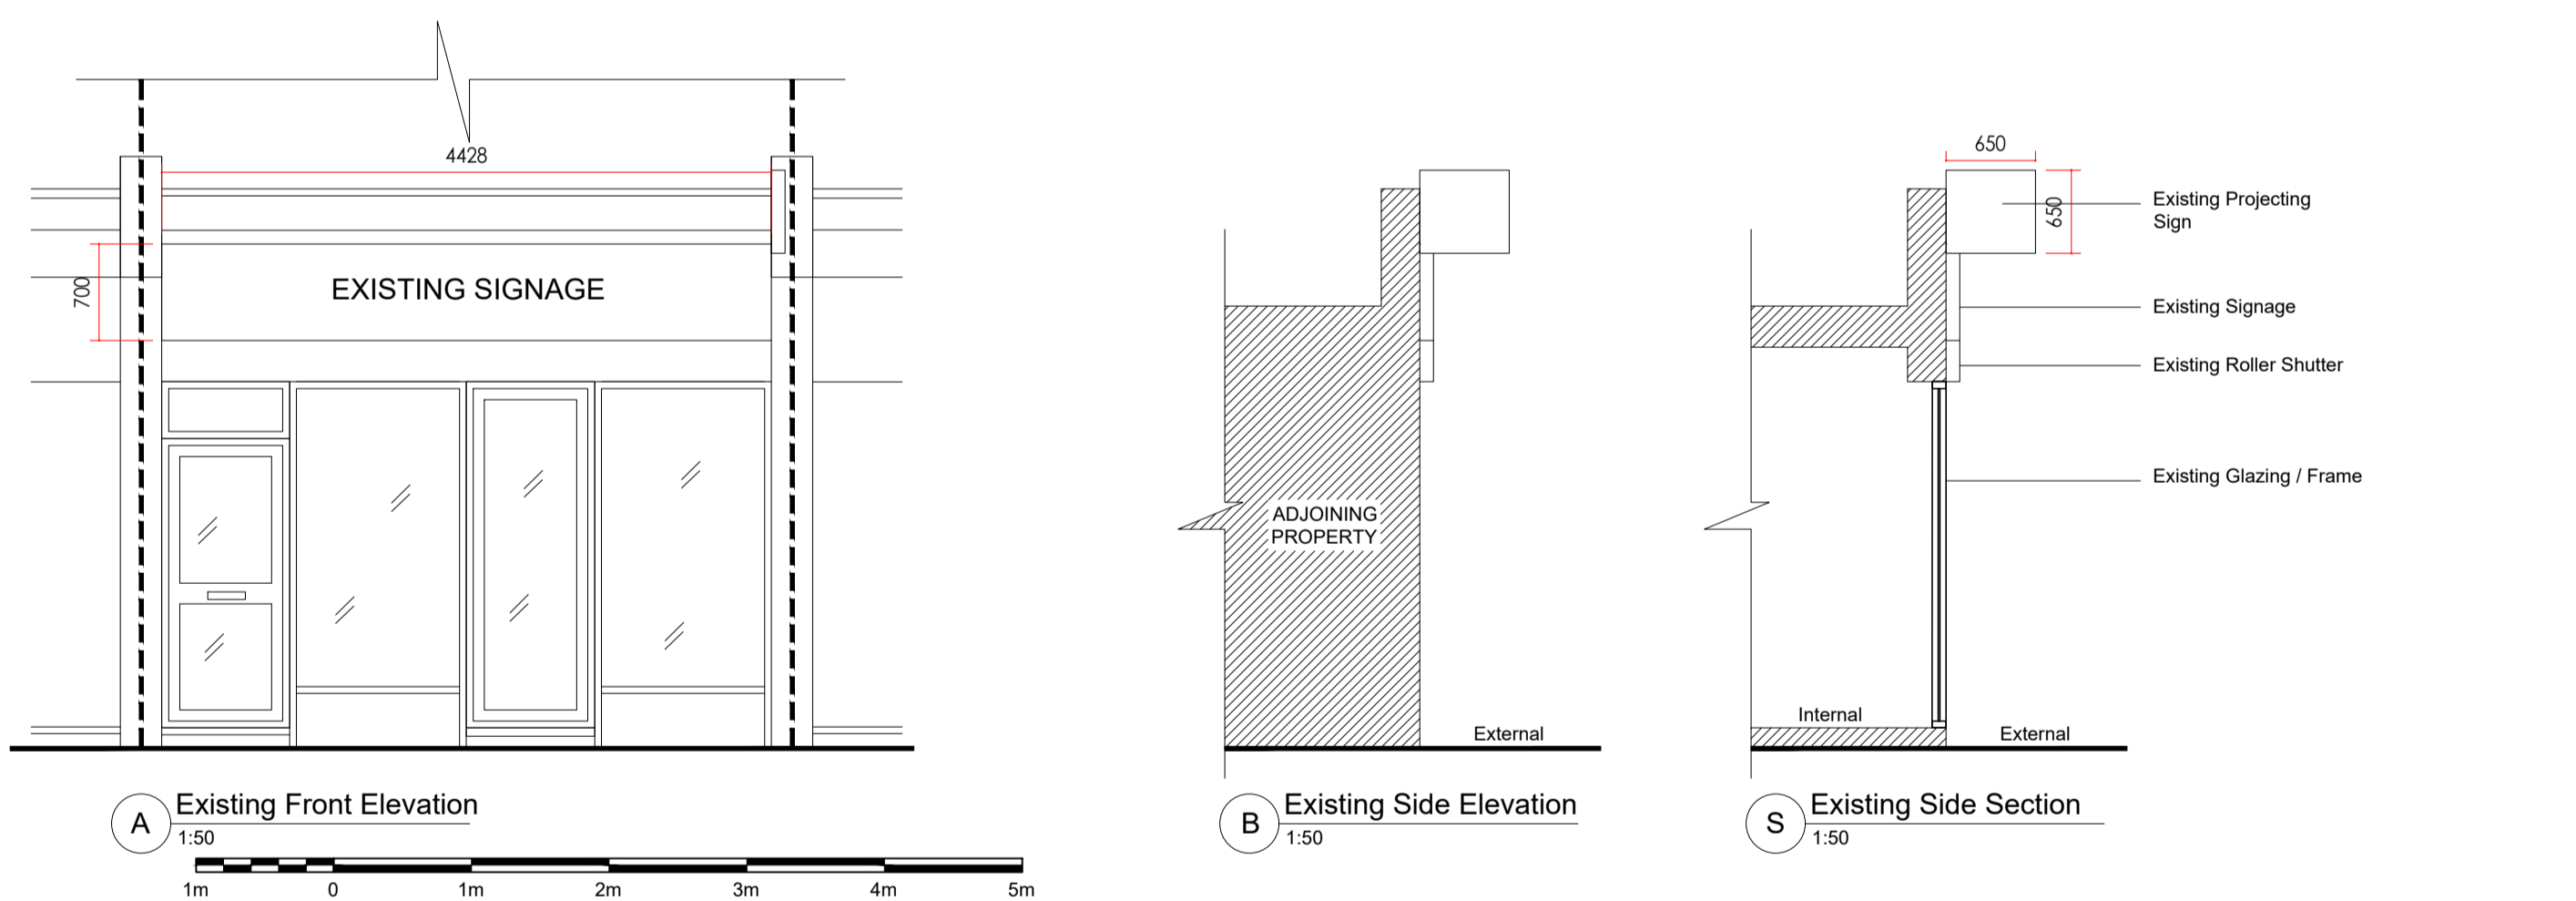 4428
700
EXISTING SIGNAGE
A
Existing Front Elevation
1:50
1m 0 1m 2m 3m 4m 5m
ADJOINING
PROPERTY
External
B
Existing Side Elevation
1:50
650
650
Existing Projecting
Sign
Existing Signage
Existing Roller Shutter
Existing Glazing / Frame
Internal
External
S
Existing Side Section
1:50